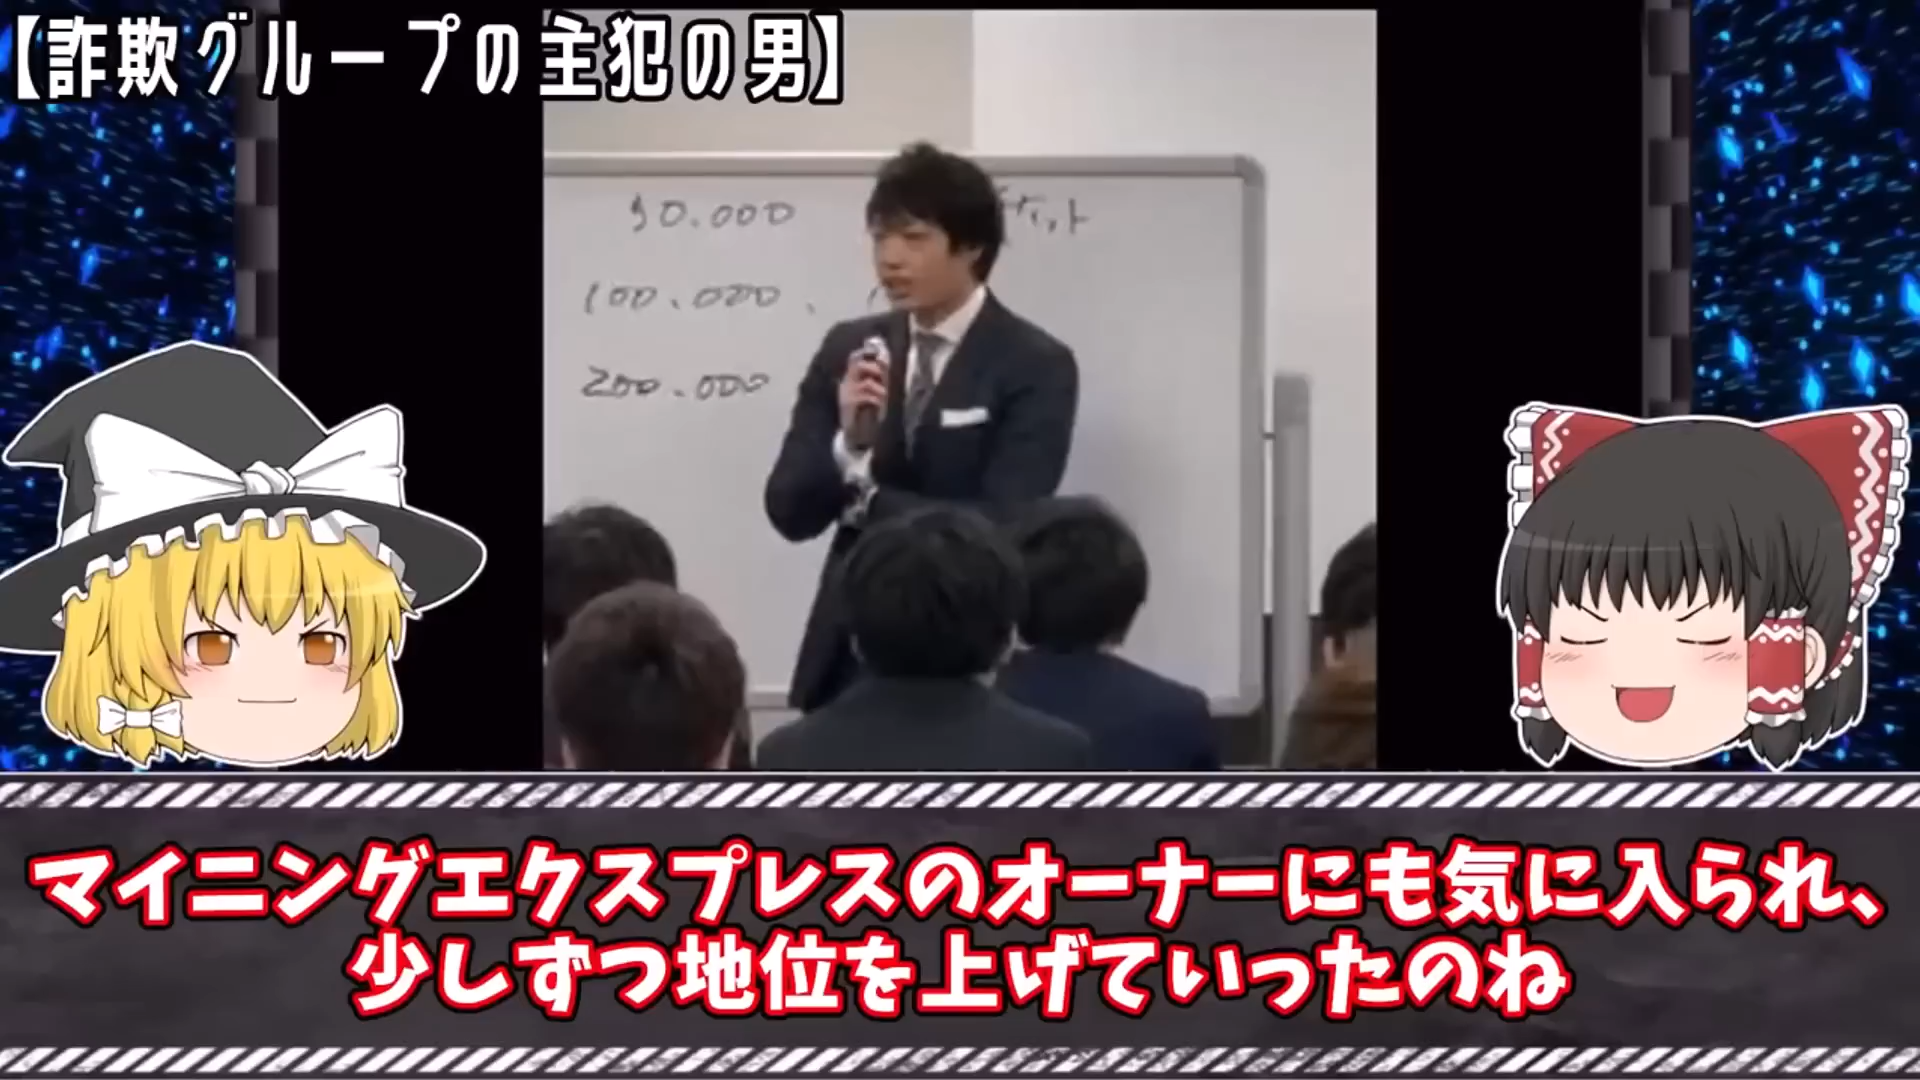 【詐欺グループの主犯の男】
50.000
100.000.
200.000
マイニングエクスプレスのオーナーにも気に入られ、
少しずつ地位を上げていったのね